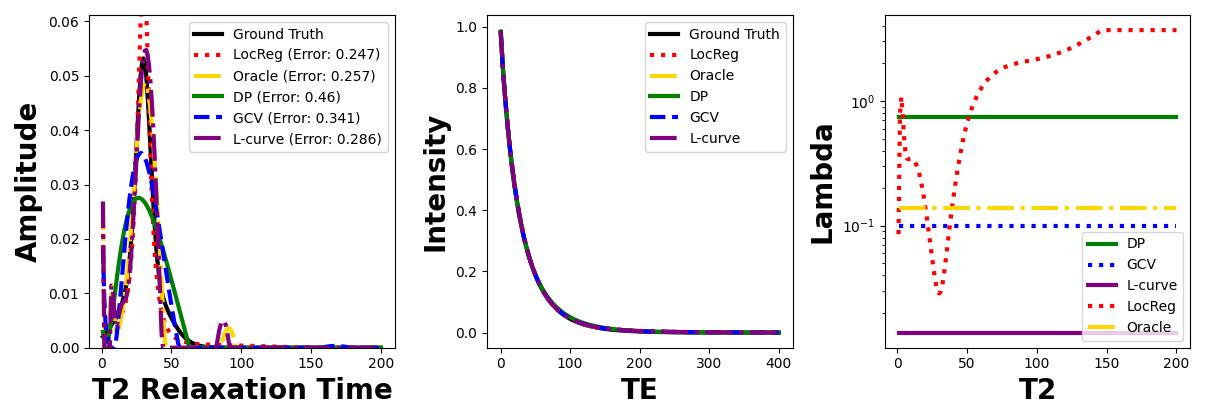 Amplitude
0.06
0.05
0.04
0.03
0.02
0.01
0.00
0
50
100
150
200
T2 Relaxation Time
Ground Truth
LocReg (Error: 0.247)
Oracle (Error: 0.257)
DP (Error: 0.46)
GCV (Error: 0.341)
L-curve (Error: 0.286)
Intensity
1.0
0.8
0.6
0.4
0.2
0.0
0
100
200
300
400
TE
Ground Truth
LocReg
Oracle
DP
GCV
L-curve
Lambda
10⁰
10⁻¹
0
50
100
150
200
T2
DP
GCV
L-curve
LocReg
Oracle